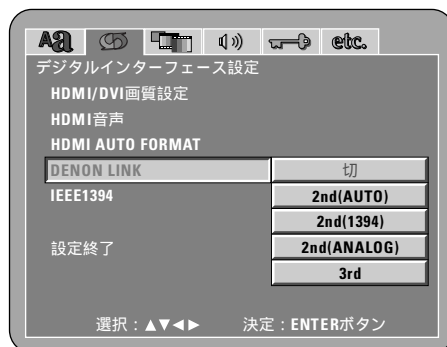 Aa etc.
デジタルインターフェース設定
HDMI/DVI画質設定
HDMI音声
HDMI AUTO FORMAT
DENON LINK 切
IEEE1394 2nd(AUTO)
2nd(1394)
設定終了 2nd(ANALOG)
3rd
選択：▲▼◀▶ 決定：ENTERボタン